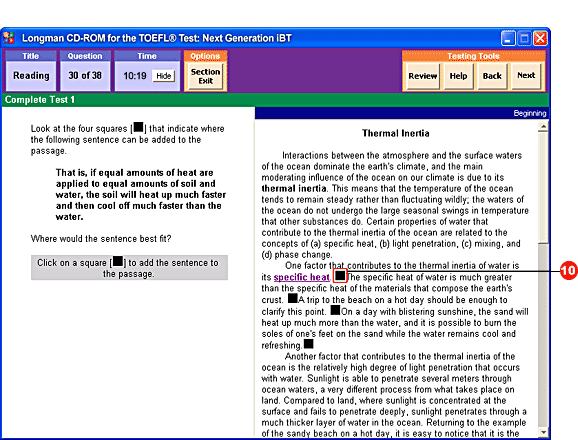 Longman CD-ROM for the TOEFL® Test: Next Generation iBT
Title Question Time Options Testing Tools
Reading 30 of 38 10:19 Hide Section Exit Review Help Back Next
Complete Test 1
Beginning
Look at the four squares [■] that indicate where
the following sentence can be added to the
passage.
That is, if equal amounts of heat are
applied to equal amounts of soil and
water, the soil will heat up much faster
and then cool off much faster than the
water.
Where would the sentence best fit?
Click on a square [■] to add the sentence to
the passage.
Thermal Inertia
Interactions between the atmosphere and the surface waters
of the ocean dominate the earth's climate, and the main
moderating influence of the ocean on our climate is due to its
thermal inertia. This means that the temperature of the ocean
tends to remain steady rather than fluctuating wildly; the waters of
the ocean do not undergo the large seasonal swings in temperature
that other substances do. Certain properties of water that
contribute to the thermal inertia of the ocean are related to the
concepts of (a) specific heat, (b) light penetration, (c) mixing, and
(d) phase change.
One factor that contributes to the thermal inertia of water is
its specific heat. ■The specific heat of water is much greater
than the specific heat of the materials that compose the earth's
crust. ■A trip to the beach on a hot day should be enough to
clarify this point. ■On a day with blistering sunshine, the sand will
heat up much more than the water, and it is possible to burn the
soles of one's feet on the sand while the water remains cool and
refreshing.■
Another factor that contributes to the thermal inertia of the
ocean is the relatively high degree of light penetration that occurs
with water. Sunlight is able to penetrate several meters through
ocean waters, a very different process from what takes place on
land. Compared to land, where sunlight is concentrated at the
surface and fails to penetrate deeply, sunlight penetrates through a
much thicker layer of water in the ocean. Returning to the example
of the sandy beach on a hot day, it is easy to notice that it is the
10